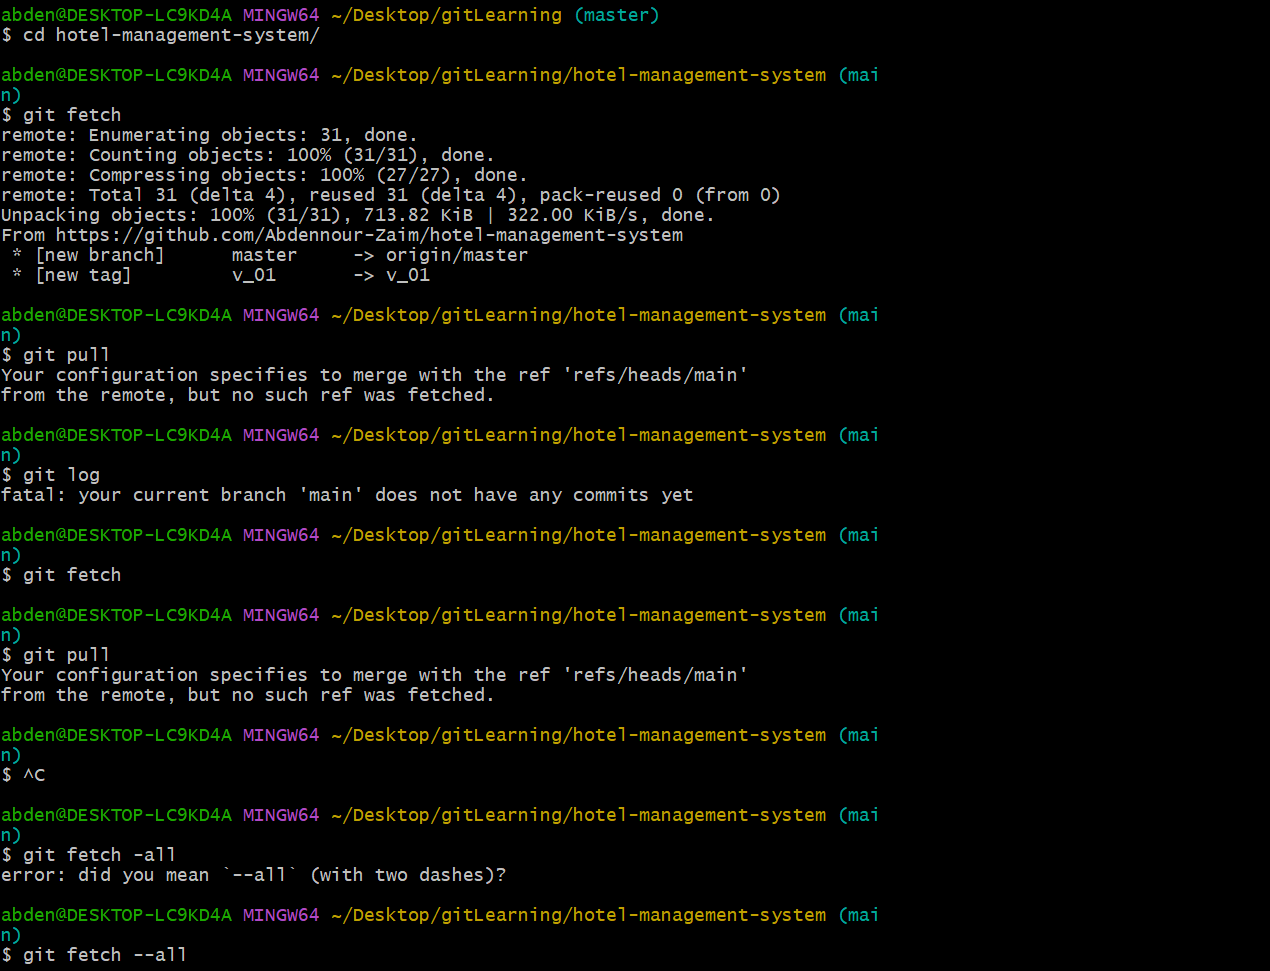 abden@DESKTOP-LC9KD4A MINGW64 ~/Desktop/gitLearning (master)
$ cd hotel-management-system/
abden@DESKTOP-LC9KD4A MINGW64 ~/Desktop/gitLearning/hotel-management-system (mai
n)
$ git fetch
remote: Enumerating objects: 31, done.
remote: Counting objects: 100% (31/31), done.
remote: Compressing objects: 100% (27/27), done.
remote: Total 31 (delta 4), reused 31 (delta 4), pack-reused 0 (from 0)
Unpacking objects: 100% (31/31), 713.82 KiB | 322.00 KiB/s, done.
From https://github.com/Abdennour-Zaim/hotel-management-system
 * [new branch]      master     -> origin/master
 * [new tag]         v_01       -> v_01
abden@DESKTOP-LC9KD4A MINGW64 ~/Desktop/gitLearning/hotel-management-system (mai
n)
$ git pull
Your configuration specifies to merge with the ref 'refs/heads/main'
from the remote, but no such ref was fetched.
abden@DESKTOP-LC9KD4A MINGW64 ~/Desktop/gitLearning/hotel-management-system (mai
n)
$ git log
fatal: your current branch 'main' does not have any commits yet
abden@DESKTOP-LC9KD4A MINGW64 ~/Desktop/gitLearning/hotel-management-system (mai
n)
$ git fetch
abden@DESKTOP-LC9KD4A MINGW64 ~/Desktop/gitLearning/hotel-management-system (mai
n)
$ git pull
Your configuration specifies to merge with the ref 'refs/heads/main'
from the remote, but no such ref was fetched.
abden@DESKTOP-LC9KD4A MINGW64 ~/Desktop/gitLearning/hotel-management-system (mai
n)
$ ^C
abden@DESKTOP-LC9KD4A MINGW64 ~/Desktop/gitLearning/hotel-management-system (mai
n)
$ git fetch -all
error: did you mean `--all` (with two dashes)?
abden@DESKTOP-LC9KD4A MINGW64 ~/Desktop/gitLearning/hotel-management-system (mai
n)
$ git fetch --all